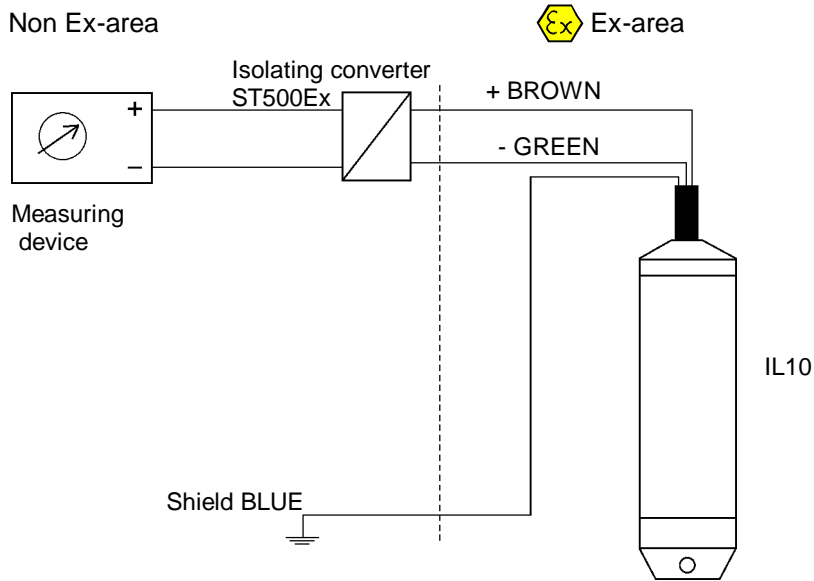 Non Ex-area
Ex Ex-area
Isolating converter
ST500Ex
+ BROWN
+
- GREEN
–
Measuring
device
IL10
Shield BLUE